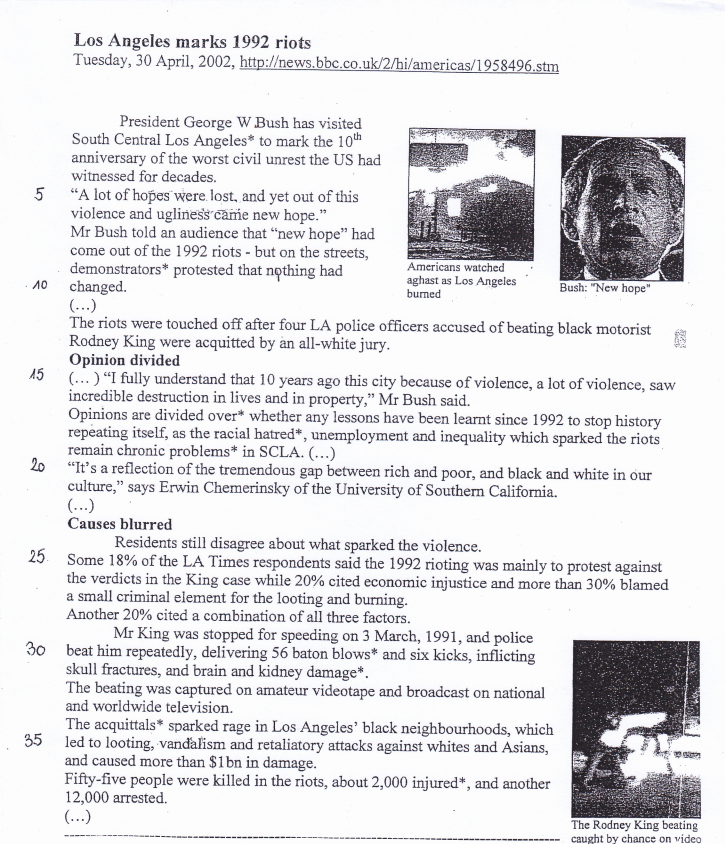 Los Angeles marks 1992 riots
Tuesday, 30 April, 2002, http://news.bbc.co.uk/2/hi/americas/1958496.stm
President George W Bush has visited
South Central Los Angeles* to mark the 10th
anniversary of the worst civil unrest the US had
witnessed for decades.
5 "A lot of hopes were lost, and yet out of this
violence and ugliness came new hope."
Mr Bush told an audience that "new hope" had
come out of the 1992 riots - but on the streets,
demonstrators* protested that nothing had
10 changed.
(...)
Americans watched
aghast as Los Angeles
burned
Bush: "New hope"
The riots were touched off after four LA police officers accused of beating black motorist
Rodney King were acquitted by an all-white jury.
Opinion divided
15 (... ) "I fully understand that 10 years ago this city because of violence, a lot of violence, saw
incredible destruction in lives and in property," Mr Bush said.
Opinions are divided over* whether any lessons have been learnt since 1992 to stop history
repeating itself, as the racial hatred*, unemployment and inequality which sparked the riots
remain chronic problems* in SCLA. (...)
20 "It's a reflection of the tremendous gap between rich and poor, and black and white in our
culture," says Erwin Chemerinsky of the University of Southern California.
(...)
Causes blurred
Residents still disagree about what sparked the violence.
25 Some 18% of the LA Times respondents said the 1992 rioting was mainly to protest against
the verdicts in the King case while 20% cited economic injustice and more than 30% blamed
a small criminal element for the looting and burning.
Another 20% cited a combination of all three factors.
Mr King was stopped for speeding on 3 March, 1991, and police
30 beat him repeatedly, delivering 56 baton blows* and six kicks, inflicting
skull fractures, and brain and kidney damage*.
The beating was captured on amateur videotape and broadcast on national
and worldwide television.
The acquittals* sparked rage in Los Angeles' black neighbourhoods, which
35 led to looting, vandalism and retaliatory attacks against whites and Asians,
and caused more than $1bn in damage.
Fifty-five people were killed in the riots, about 2,000 injured*, and another
12,000 arrested.
(...)
The Rodney King beating
caught by chance on video